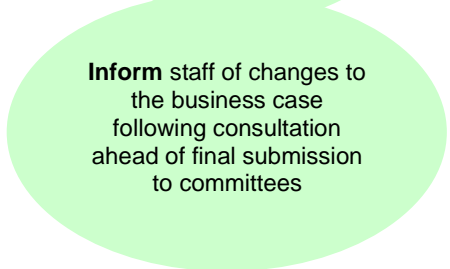 Inform staff of changes to
the business case
following consultation
ahead of final submission
to committees